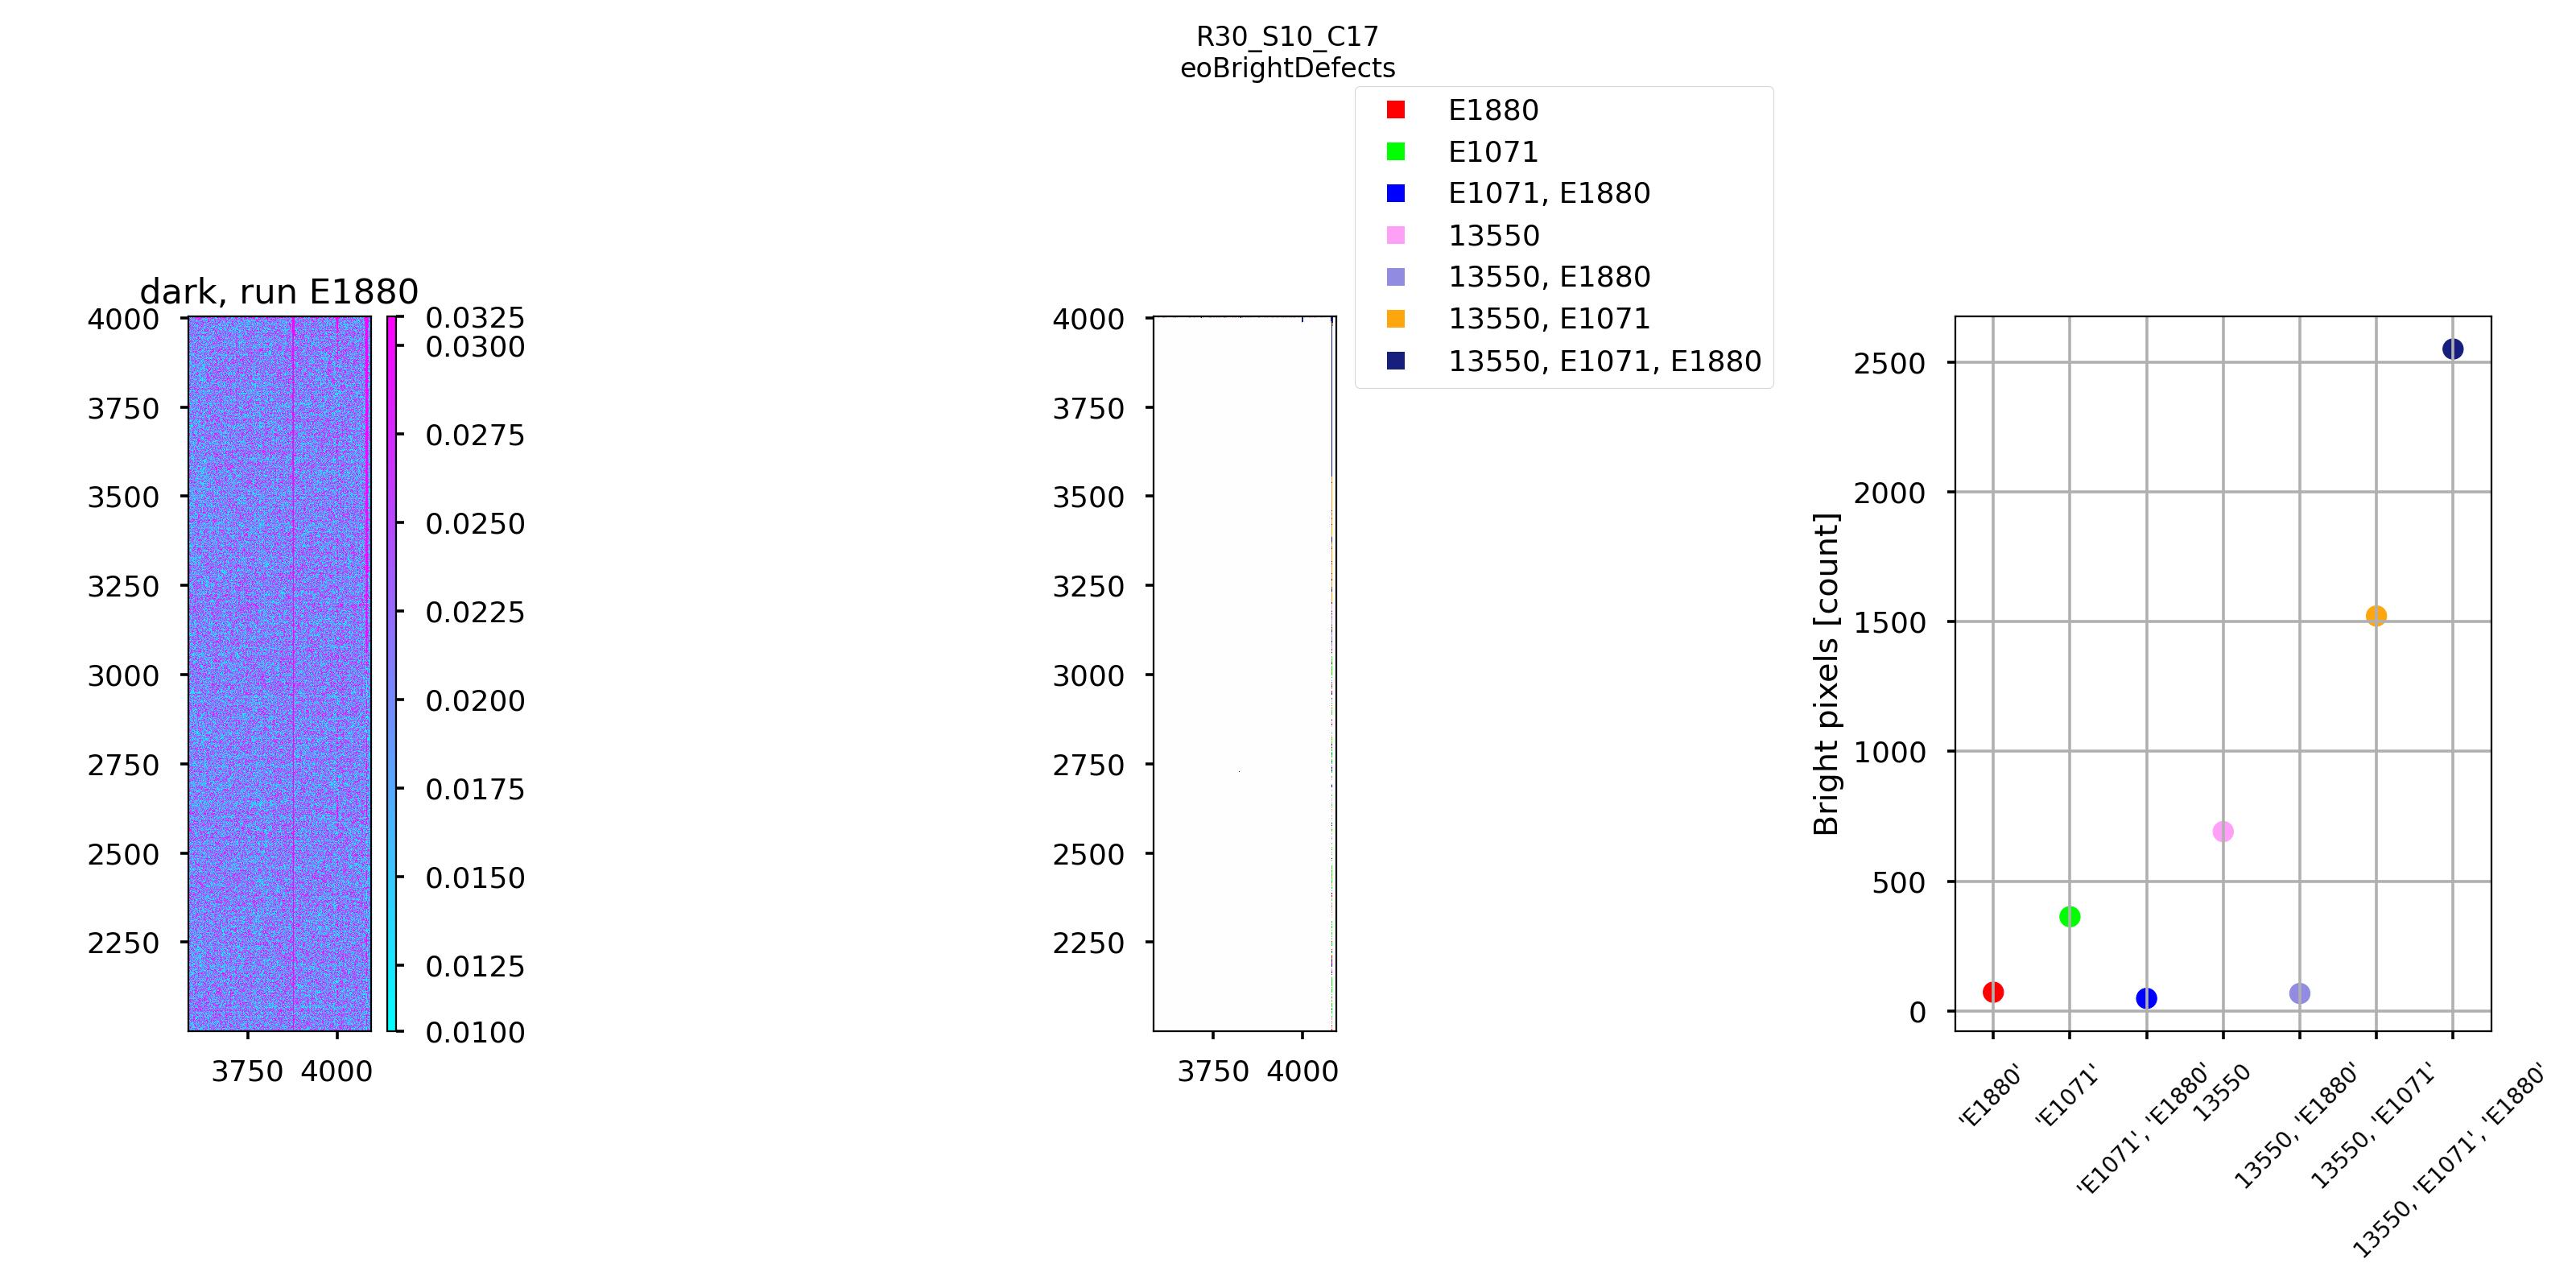 R30_S10_C17
eoBrightDefects
E1880
E1071
E1071, E1880
13550
13550, E1880
13550, E1071
13550, E1071, E1880
dark, run E1880
4000
3750
3500
3250
3000
2750
2500
2250
3750 4000
0.0325
0.0300
0.0275
0.0250
0.0225
0.0200
0.0175
0.0150
0.0125
0.0100
4000
3750
3500
3250
3000
2750
2500
2250
3750 4000
Bright pixels [count]
2500
2000
1500
1000
500
0
'E1880'
'E1071'
'E1071', 'E1880'
13550
13550, 'E1880'
13550, 'E1071'
13550, 'E1071', 'E1880'